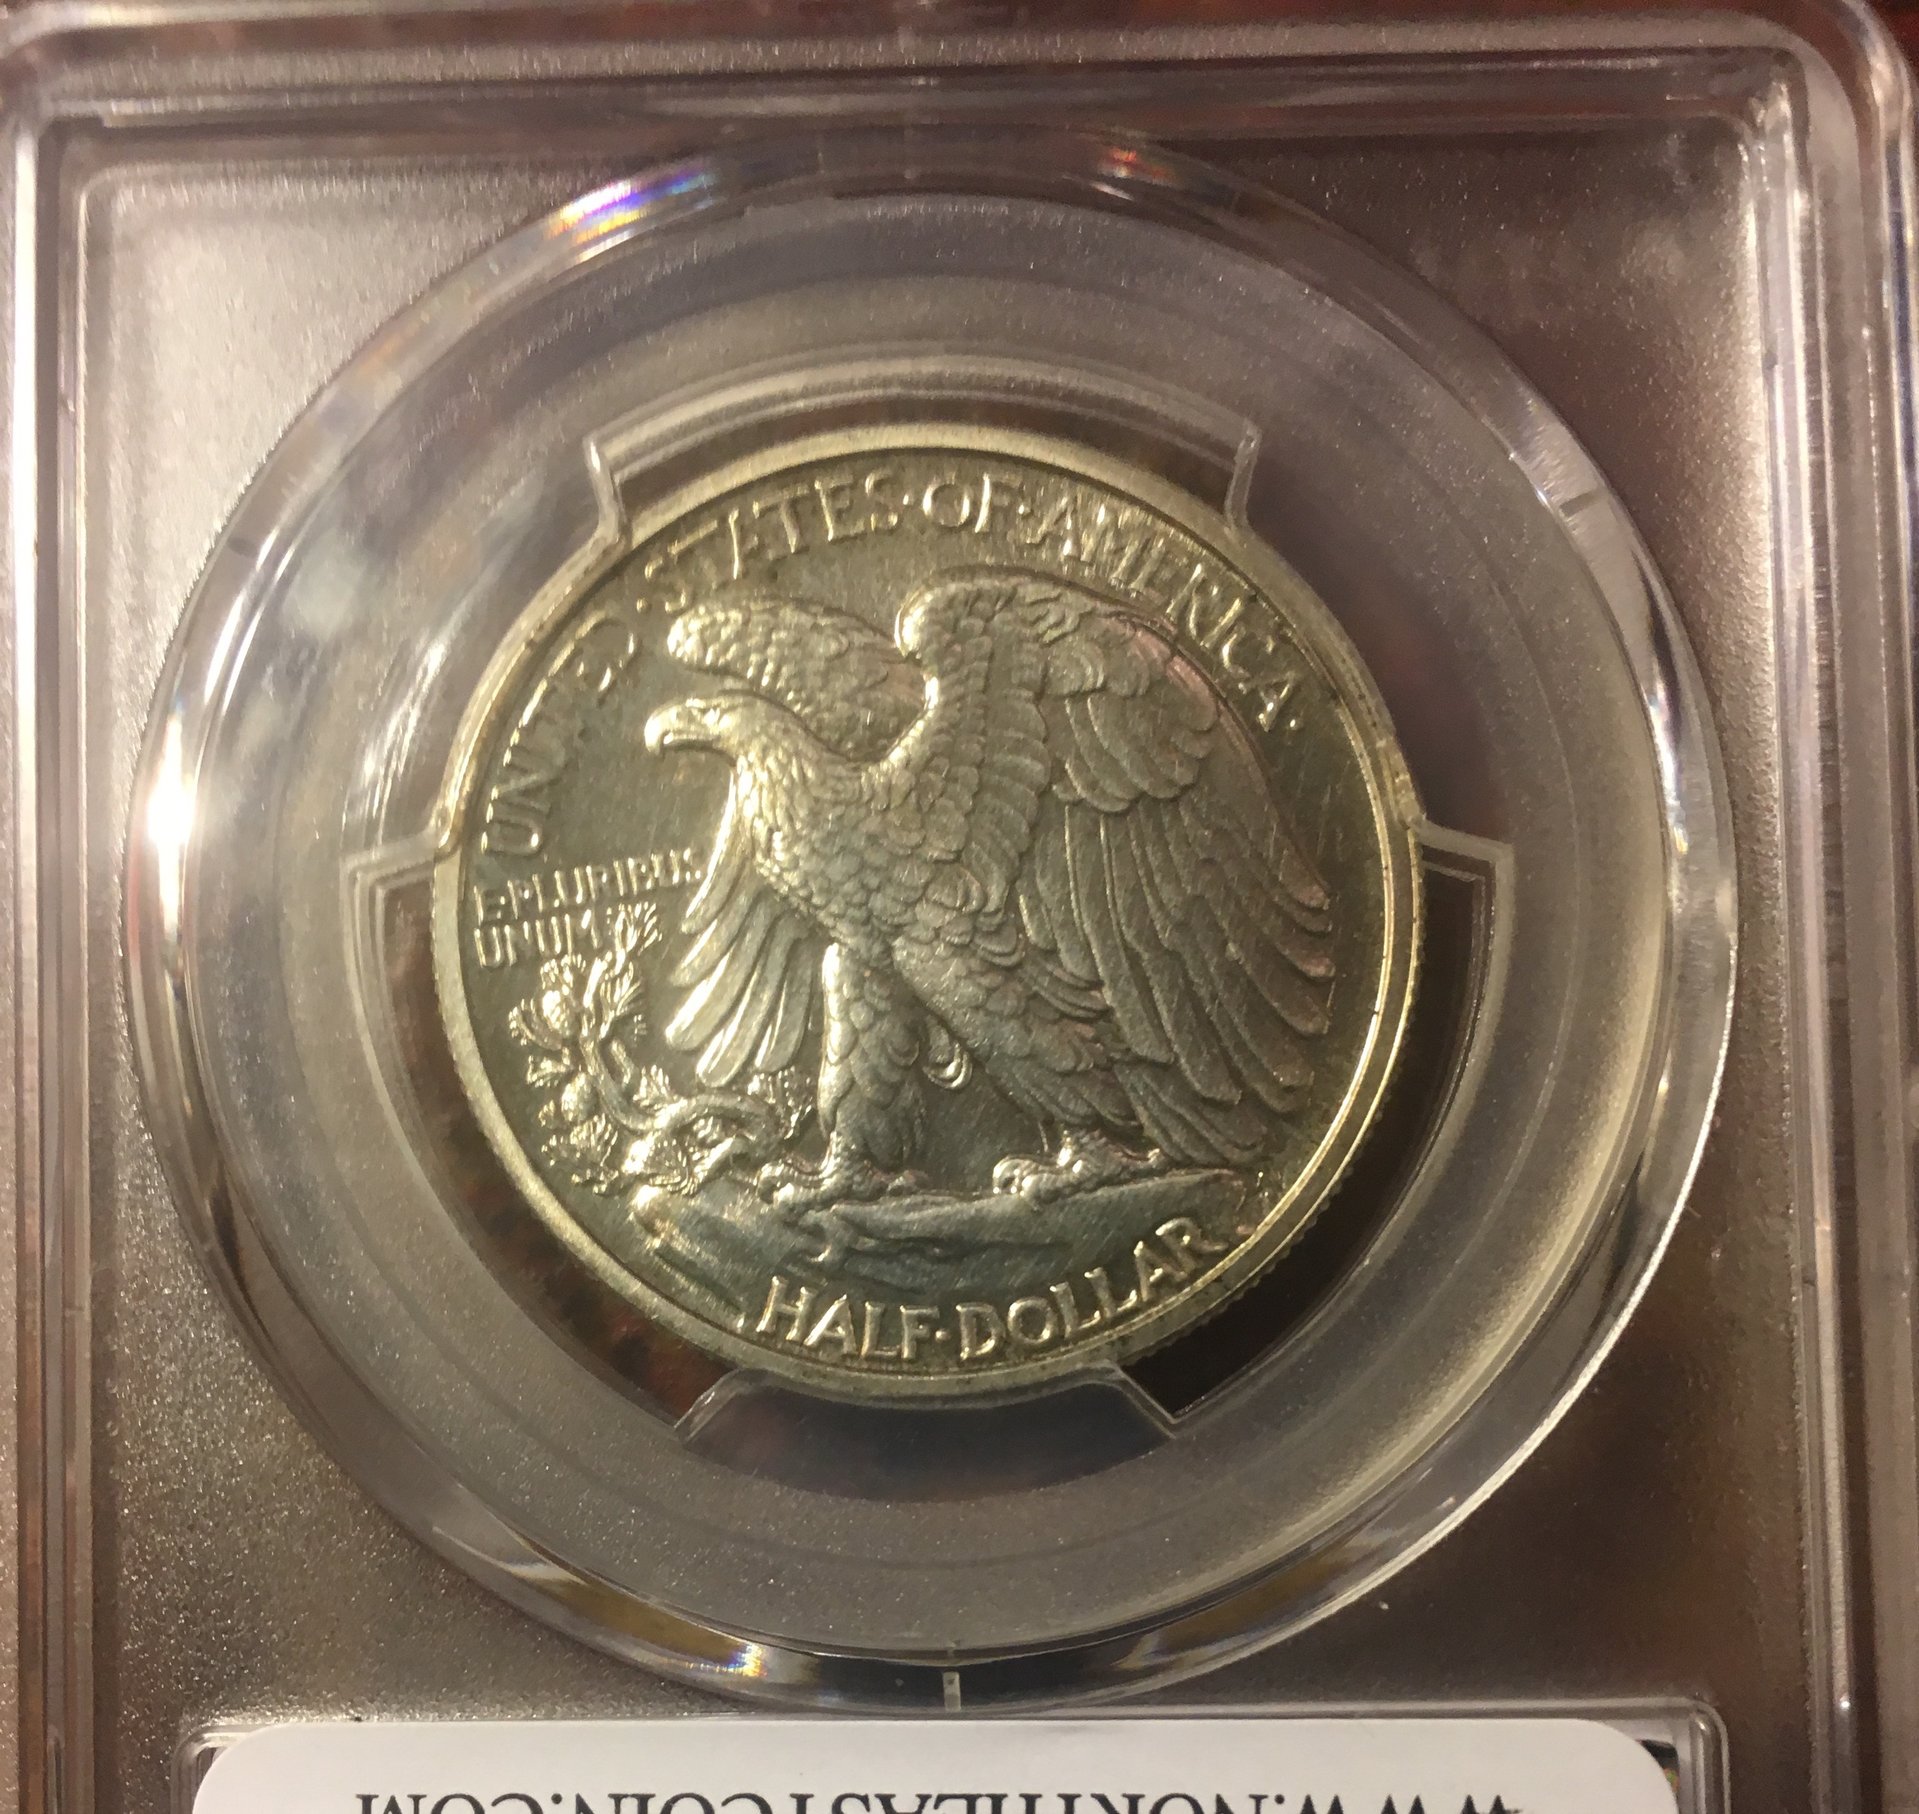 UNITED·STATES·OF·AMERICA·
E·PLURIBUS
UNUM
HALF·DOLLAR
WWW.NORTHEASTCOIN.COM